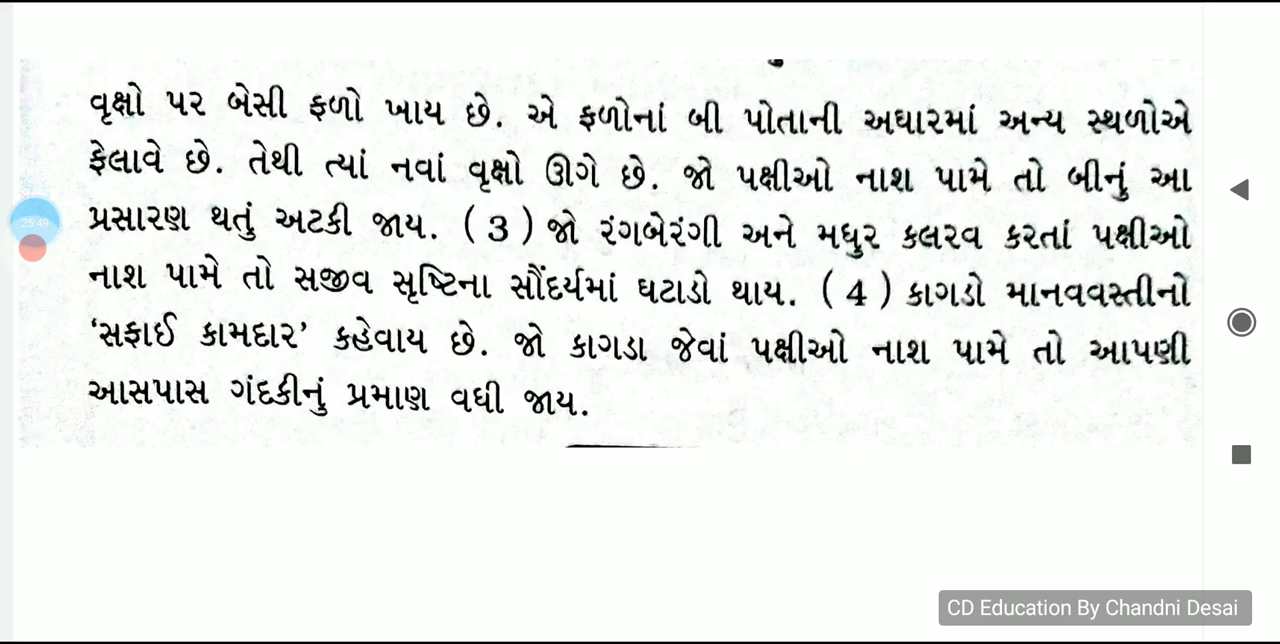 વૃક્ષો પર બેસી ફળો ખાય છે. એ ફળોનાં બી પોતાની અઘારમાં અન્ય સ્થળોએ
ફેલાવે છે. તેથી ત્યાં નવાં વૃક્ષો ઊગે છે. જો પક્ષીઓ નાશ પામે તો બીનું આ
પ્રસારણ થતું અટકી જાય. (3) જો રંગબેરંગી અને મધુર કલરવ કરતાં પક્ષીઓ
નાશ પામે તો સજીવ સૃષ્ટિના સૌંદર્યમાં ઘટાડો થાય. (4) કાગડો માનવવસ્તીનો
‘સફાઈ કામદાર’ કહેવાય છે. જો કાગડા જેવાં પક્ષીઓ નાશ પામે તો આપણી
આસપાસ ગંદકીનું પ્રમાણ વધી જાય.
25:49
CD Education By Chandni Desai